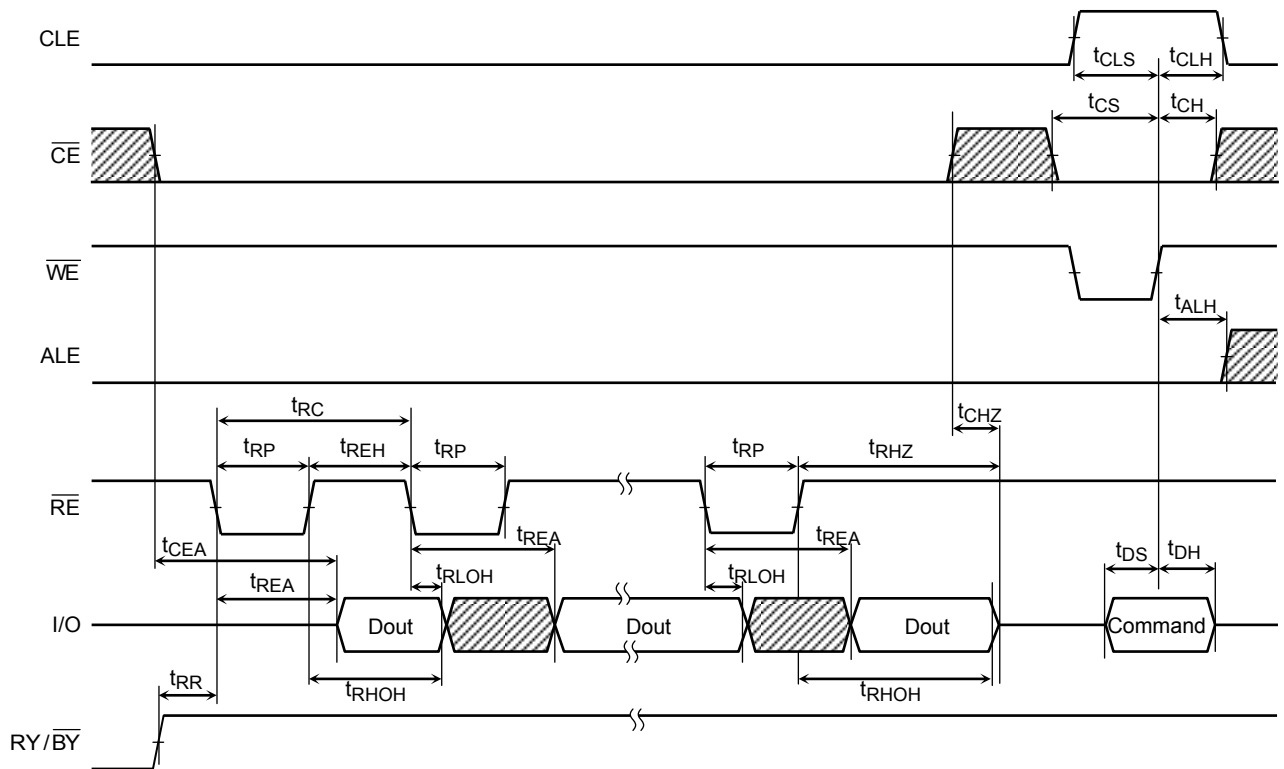 CLE
tCLS
tCLH
CE
tCS
tCH
WE
tALH
ALE
tRC
tCHZ
tRP
tREH
tRP
tRP
tRHZ
RE
tCEA
tREA
tREA
tDS
tDH
tREA
tRLOH
tRLOH
I/O
Dout
Dout
Dout
Command
tRR
tRHOH
tRHOH
RY/BY